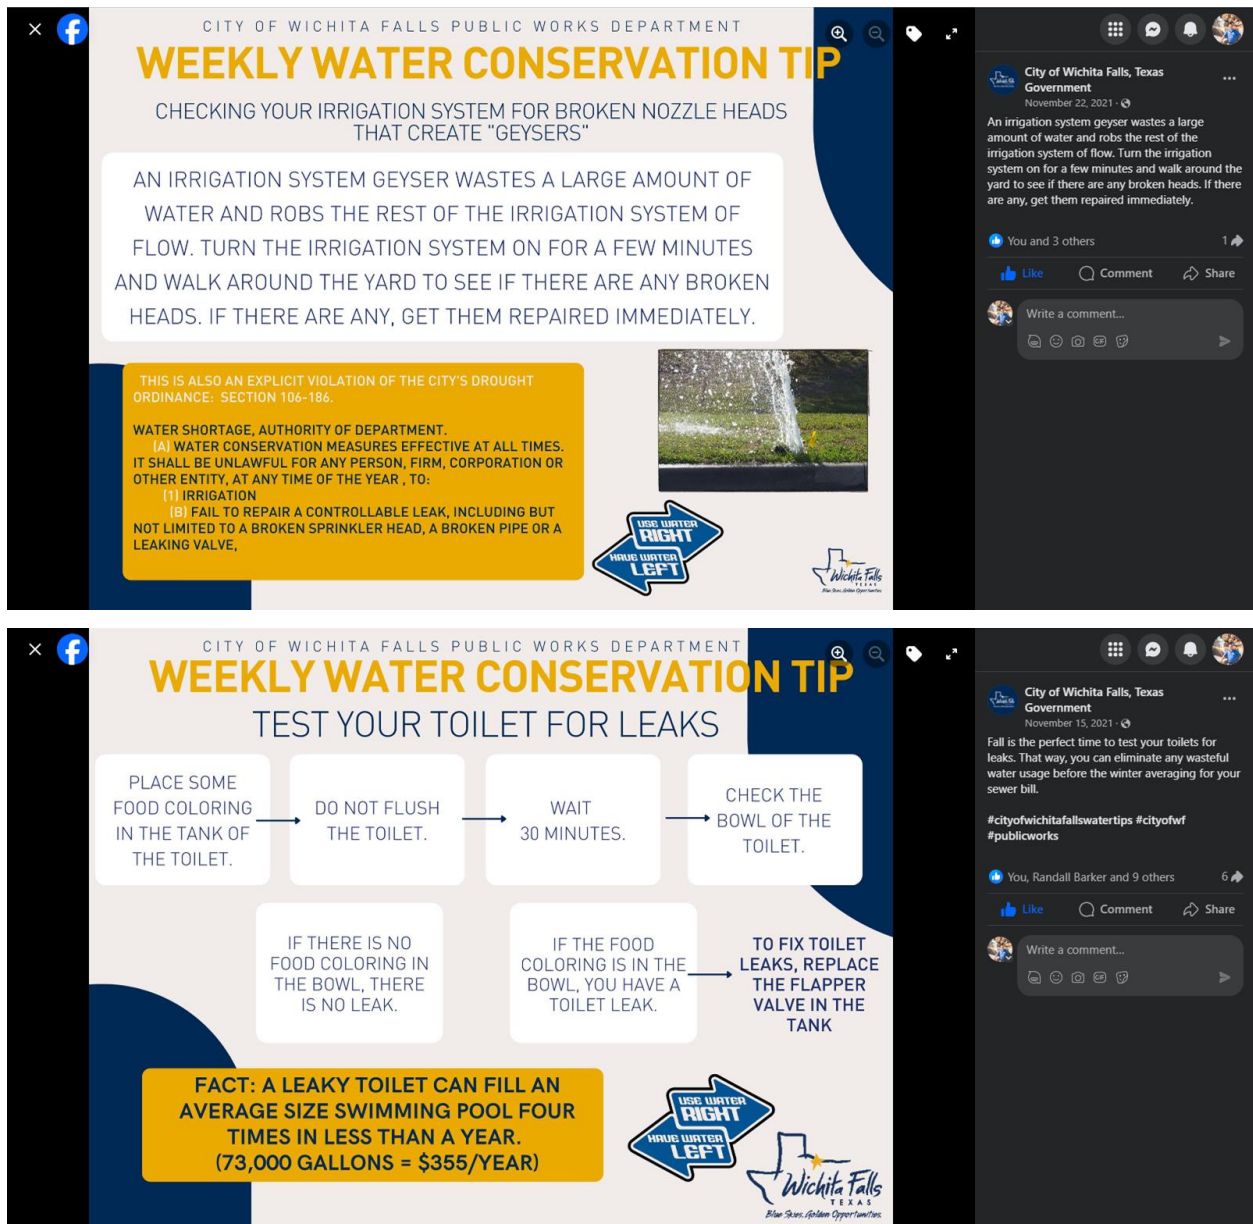 CITY OF WICHITA FALLS PUBLIC WORKS DEPARTMENT
WEEKLY WATER CONSERVATION TIP
CHECKING YOUR IRRIGATION SYSTEM FOR BROKEN NOZZLE HEADS
THAT CREATE "GEYSERS"
AN IRRIGATION SYSTEM GEYSER WASTES A LARGE AMOUNT OF
WATER AND ROBS THE REST OF THE IRRIGATION SYSTEM OF
FLOW. TURN THE IRRIGATION SYSTEM ON FOR A FEW MINUTES
AND WALK AROUND THE YARD TO SEE IF THERE ARE ANY BROKEN
HEADS. IF THERE ARE ANY, GET THEM REPAIRED IMMEDIATELY.
THIS IS ALSO AN EXPLICIT VIOLATION OF THE CITY'S DROUGHT
ORDINANCE: SECTION 106-186.
WATER SHORTAGE, AUTHORITY OF DEPARTMENT.
(A) WATER CONSERVATION MEASURES EFFECTIVE AT ALL TIMES.
IT SHALL BE UNLAWFUL FOR ANY PERSON, FIRM, CORPORATION OR
OTHER ENTITY, AT ANY TIME OF THE YEAR , TO:
(1) IRRIGATION
(B) FAIL TO REPAIR A CONTROLLABLE LEAK, INCLUDING BUT
NOT LIMITED TO A BROKEN SPRINKLER HEAD, A BROKEN PIPE OR A
LEAKING VALVE,
USE WATER
RIGHT
HAVE WATER
LEFT
Wichita Falls
TEXAS
Blue Skies. Golden Opportunities.
City of Wichita Falls, Texas
Government
November 22, 2021 ·
An irrigation system geyser wastes a large
amount of water and robs the rest of the
irrigation system of flow. Turn the irrigation
system on for a few minutes and walk around the
yard to see if there are any broken heads. If there
are any, get them repaired immediately.
You and 3 others 1
Like Comment Share
Write a comment...
GIF
CITY OF WICHITA FALLS PUBLIC WORKS DEPARTMENT
WEEKLY WATER CONSERVATION TIP
TEST YOUR TOILET FOR LEAKS
PLACE SOME
FOOD COLORING
IN THE TANK OF
THE TOILET.
DO NOT FLUSH
THE TOILET.
WAIT
30 MINUTES.
CHECK THE
BOWL OF THE
TOILET.
IF THERE IS NO
FOOD COLORING IN
THE BOWL, THERE
IS NO LEAK.
IF THE FOOD
COLORING IS IN THE
BOWL, YOU HAVE A
TOILET LEAK.
TO FIX TOILET
LEAKS, REPLACE
THE FLAPPER
VALVE IN THE
TANK
FACT: A LEAKY TOILET CAN FILL AN
AVERAGE SIZE SWIMMING POOL FOUR
TIMES IN LESS THAN A YEAR.
(73,000 GALLONS = $355/YEAR)
USE WATER
RIGHT
HAVE WATER
LEFT
Wichita Falls
TEXAS
Blue Skies. Golden Opportunities.
City of Wichita Falls, Texas
Government
November 15, 2021 ·
Fall is the perfect time to test your toilets for
leaks. That way, you can eliminate any wasteful
water usage before the winter averaging for your
sewer bill.
#cityofwichitafallswatertips #cityofwf
#publicworks
You, Randall Barker and 9 others 6
Like Comment Share
Write a comment...
GIF